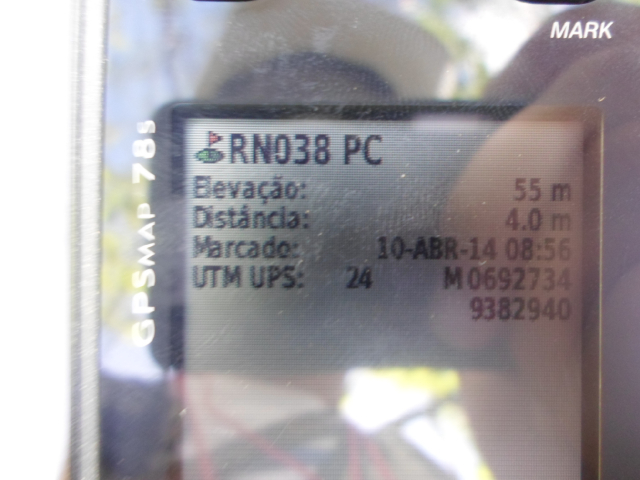 MARK
GPSMAP 78s
RN038 PC
Elevação: 55 m
Distância: 4.0 m
Marcado: 10-ABR-14 08:56
UTM UPS: 24 M 0692734
9382940